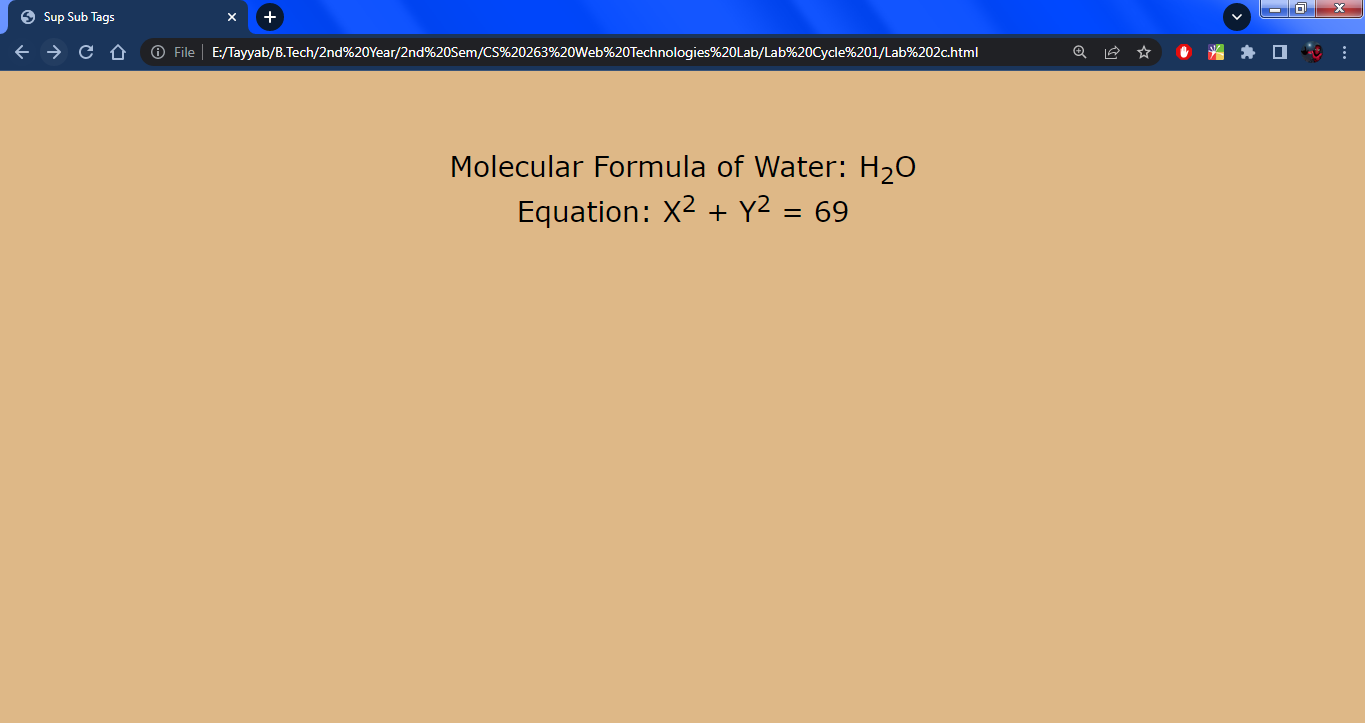 Sup Sub Tags
File E:/Tayyab/B.Tech/2nd%20Year/2nd%20Sem/CS%20263%20Web%20Technologies%20Lab/Lab%20Cycle%201/Lab%202c.html
Molecular Formula of Water: H₂O
Equation: X² + Y² = 69